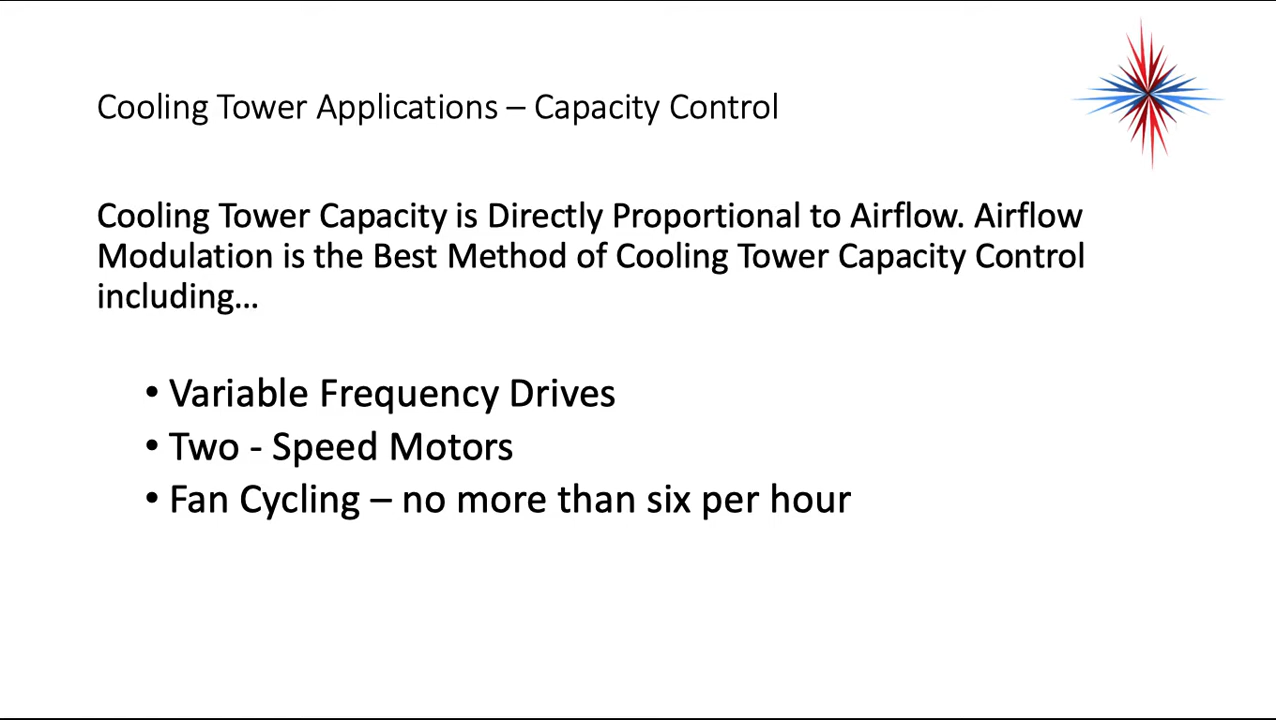 Cooling Tower Applications – Capacity Control
Cooling Tower Capacity is Directly Proportional to Airflow. Airflow
Modulation is the Best Method of Cooling Tower Capacity Control
including…
• Variable Frequency Drives
• Two - Speed Motors
• Fan Cycling – no more than six per hour